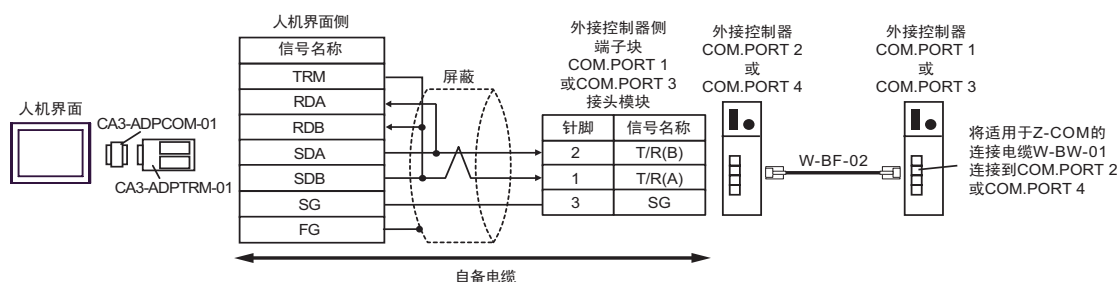 人机界面
CA3-ADPCOM-01
CA3-ADPTRM-01
人机界面侧
信号名称
TRM
RDA
RDB
SDA
SDB
SG
FG
屏蔽
自备电缆
外接控制器侧
端子块
COM.PORT 1
或COM.PORT 3
接头模块
针脚 信号名称
2 T/R(B)
1 T/R(A)
3 SG
外接控制器
COM.PORT 2
或
COM.PORT 4
W-BF-02
外接控制器
COM.PORT 1
或
COM.PORT 3
将适用于Z-COM的
连接电缆W-BW-01
连接到COM.PORT 2
或COM.PORT 4